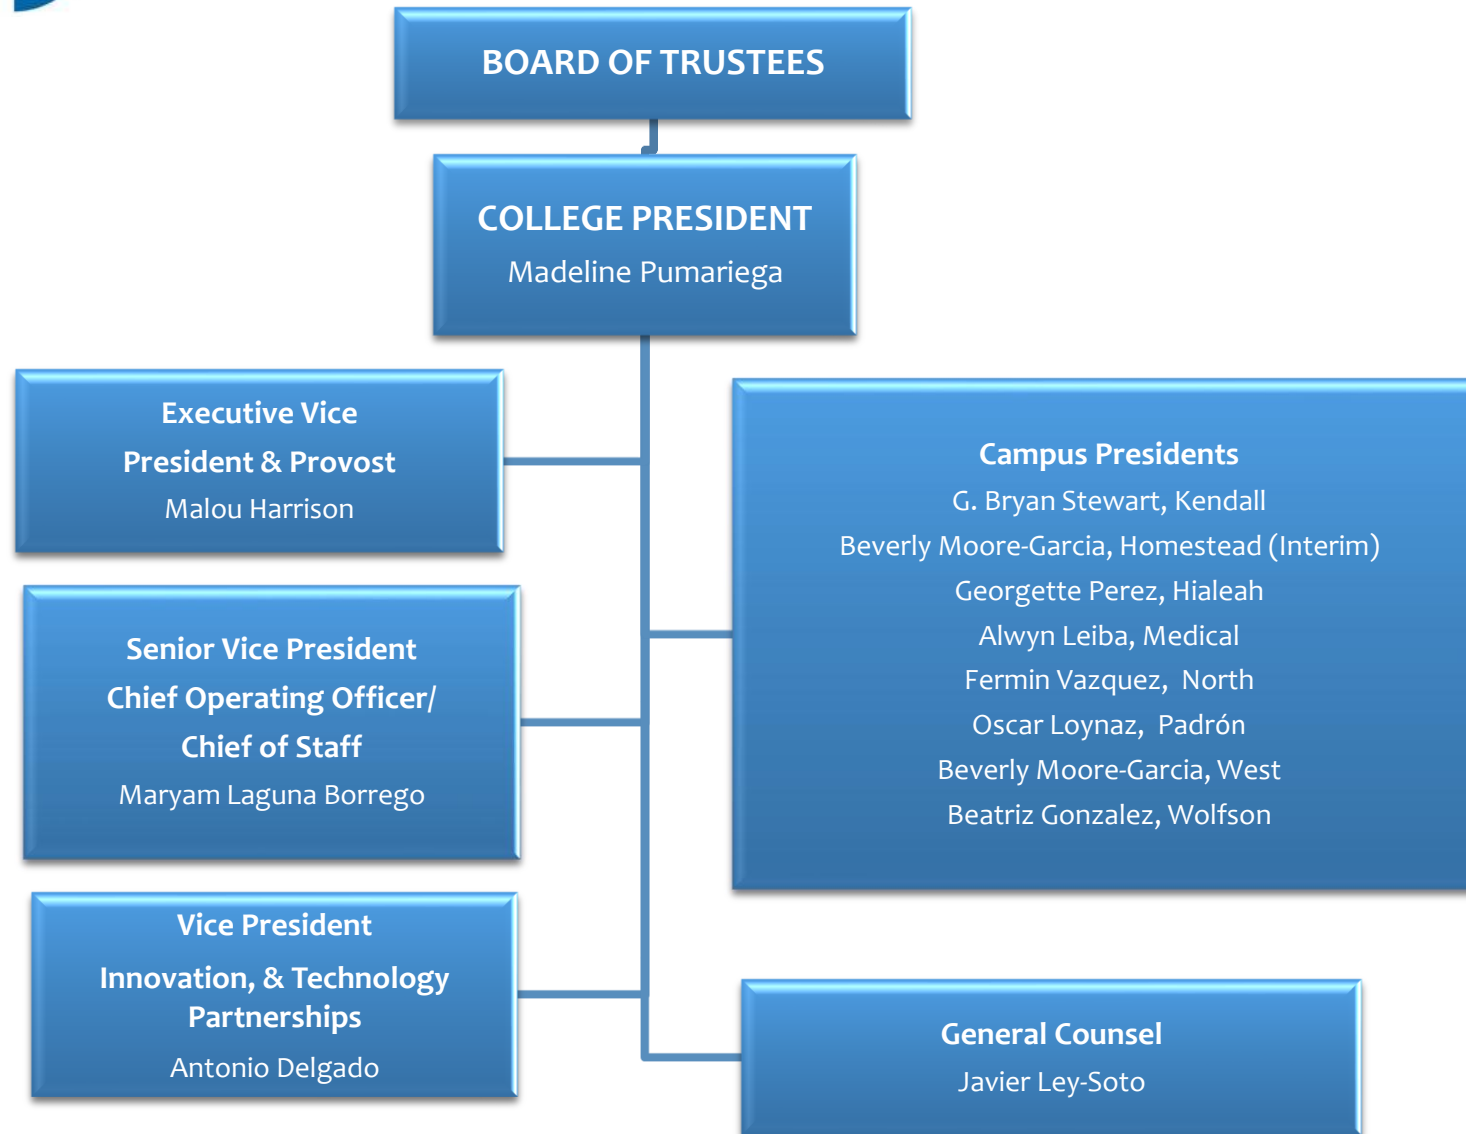 BOARD OF TRUSTEES
COLLEGE PRESIDENT
Madeline Pumariega
Executive Vice
President & Provost
Malou Harrison
Campus Presidents
G. Bryan Stewart, Kendall
Beverly Moore-Garcia, Homestead (Interim)
Georgette Perez, Hialeah
Alwyn Leiba, Medical
Fermin Vazquez, North
Oscar Loynaz, Padrón
Beverly Moore-Garcia, West
Beatriz Gonzalez, Wolfson
Senior Vice President
Chief Operating Officer/
Chief of Staff
Maryam Laguna Borrego
Vice President
Innovation, & Technology
Partnerships
Antonio Delgado
General Counsel
Javier Ley-Soto